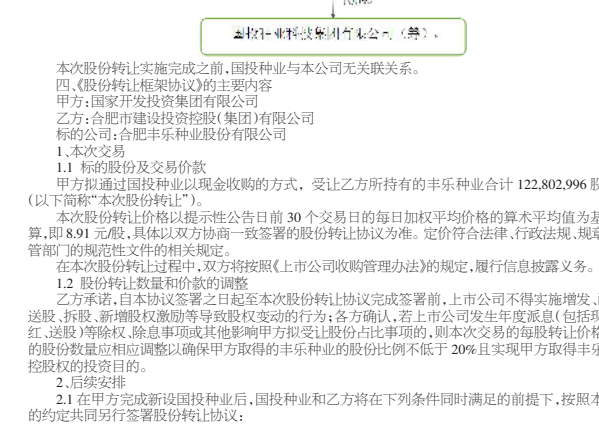 国投种业科技集团有限公司（筹）
本次股份转让实施完成之前,国投种业与本公司无关联关系。
四、《股份转让框架协议》的主要内容
甲方:国家开发投资集团有限公司
乙方:合肥市建设投资控股(集团)有限公司
标的公司:合肥丰乐种业股份有限公司
1、本次交易
1.1 标的股份及交易价款
甲方拟通过国投种业以现金收购的方式，受让乙方所持有的丰乐种业合计 122,802,996 股
(以下简称“本次股份转让”)。
本次股份转让价格以提示性公告日前 30 个交易日的每日加权平均价格的算术平均值为基
算,即 8.91 元/股,具体以双方协商一致签署的股份转让协议为准。定价符合法律、行政法规、规章
管部门的规范性文件的相关规定。
在本次股份转让过程中,双方将按照《上市公司收购管理办法》的规定,履行信息披露义务。
1.2 股份转让数量和价款的调整
乙方承诺,自本协议签署之日起至本次股份转让协议完成签署前,上市公司不得实施增发、
送股、拆股、新增股权激励等导致股权变动的行为;各方确认,若上市公司发生年度派息(包括现
红、送股)等除权、除息事项或其他影响甲方拟受让股份占比事项的,则本次交易的每股转让价格
的股份数量应相应调整以确保甲方取得的丰乐种业的股份比例不低于 20%且实现甲方取得丰乐
控股权的投资目的。
2、后续安排
2.1 在甲方完成新设国投种业后,国投种业和乙方将在下列条件同时满足的前提下,按照本
的约定共同另行签署股份转让协议: